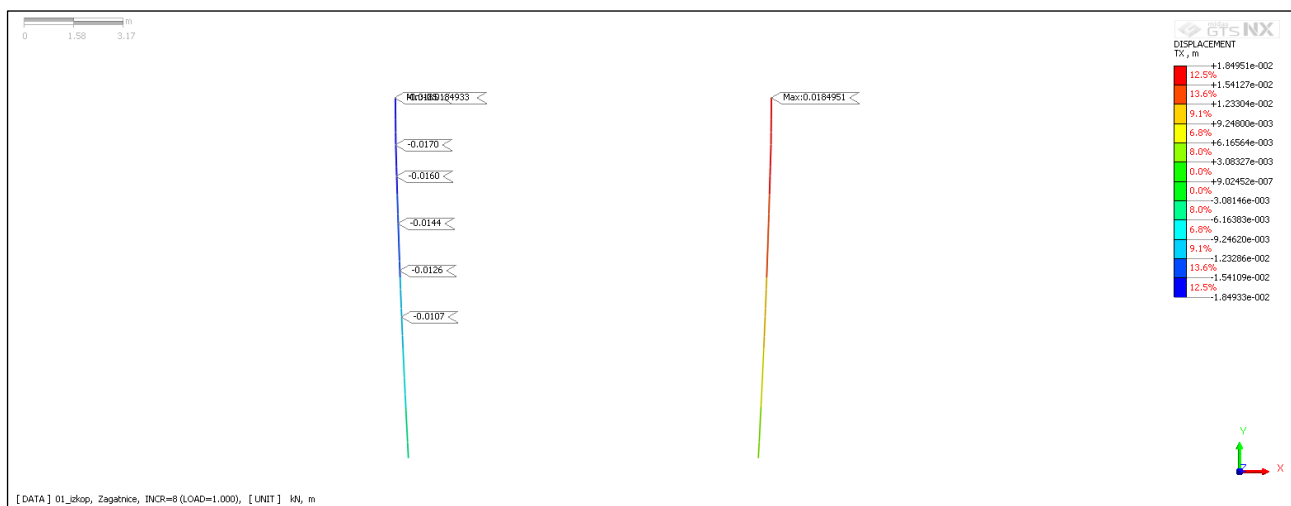 m
0 1.58 3.17
midas
GTS NX
DISPLACEMENT
TX , m
+1.84951e-002
12.5%
+1.54127e-002
13.6%
+1.23304e-002
9.1%
+9.24800e-003
6.8%
+6.16564e-003
8.0%
+3.08327e-003
0.0%
+9.02452e-007
0.0%
-3.08146e-003
8.0%
-6.16383e-003
6.8%
-9.24620e-003
9.1%
-1.23286e-002
13.6%
-1.54109e-002
12.5%
-1.84933e-002
Max:0.0184951
-0.0170
-0.0160
-0.0144
-0.0126
-0.0107
Y
Z
X
[ DATA ] 01_izkop, Zagatnice, INCR=8 (LOAD=1.000), [ UNIT ] kN, m